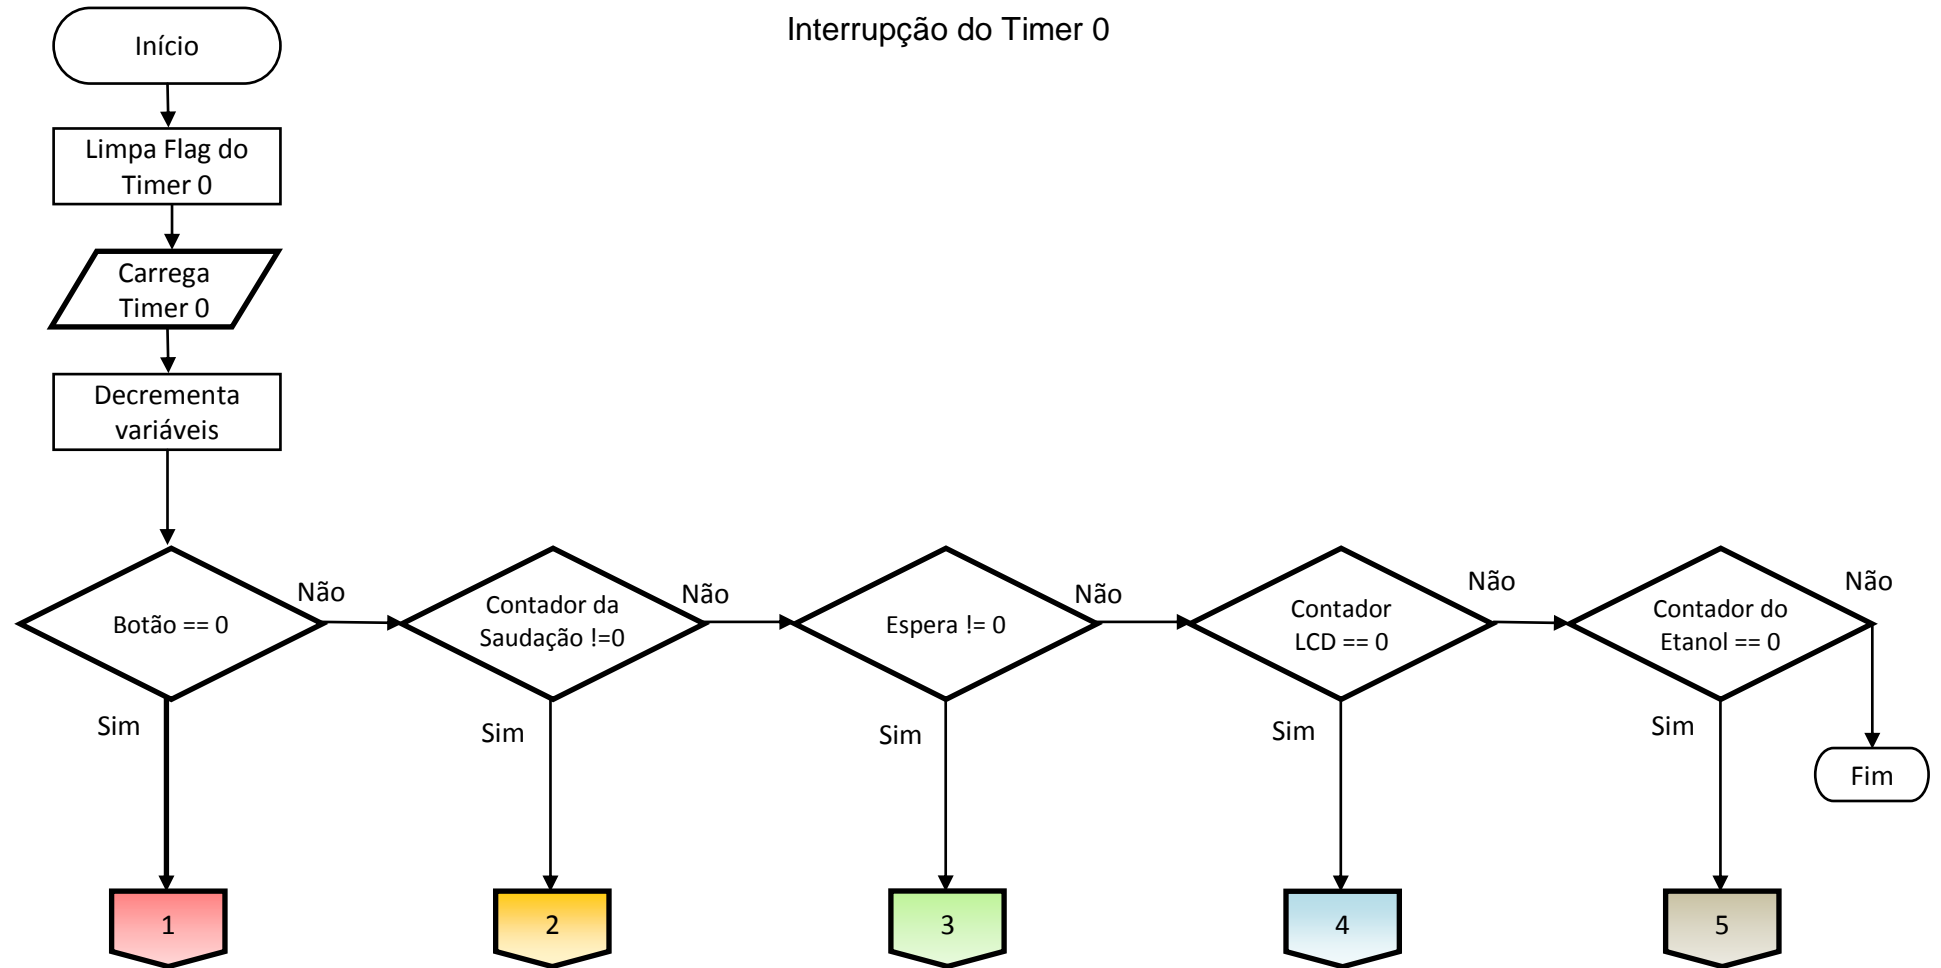 Interrupção do Timer 0
Início
Limpa Flag do
Timer 0
Carrega
Timer 0
Decrementa
variáveis
Botão == 0
Não
Sim
Contador da
Saudação !=0
Não
Sim
Espera != 0
Não
Sim
Contador
LCD == 0
Não
Sim
Contador do
Etanol == 0
Não
Sim
Fim
1
2
3
4
5